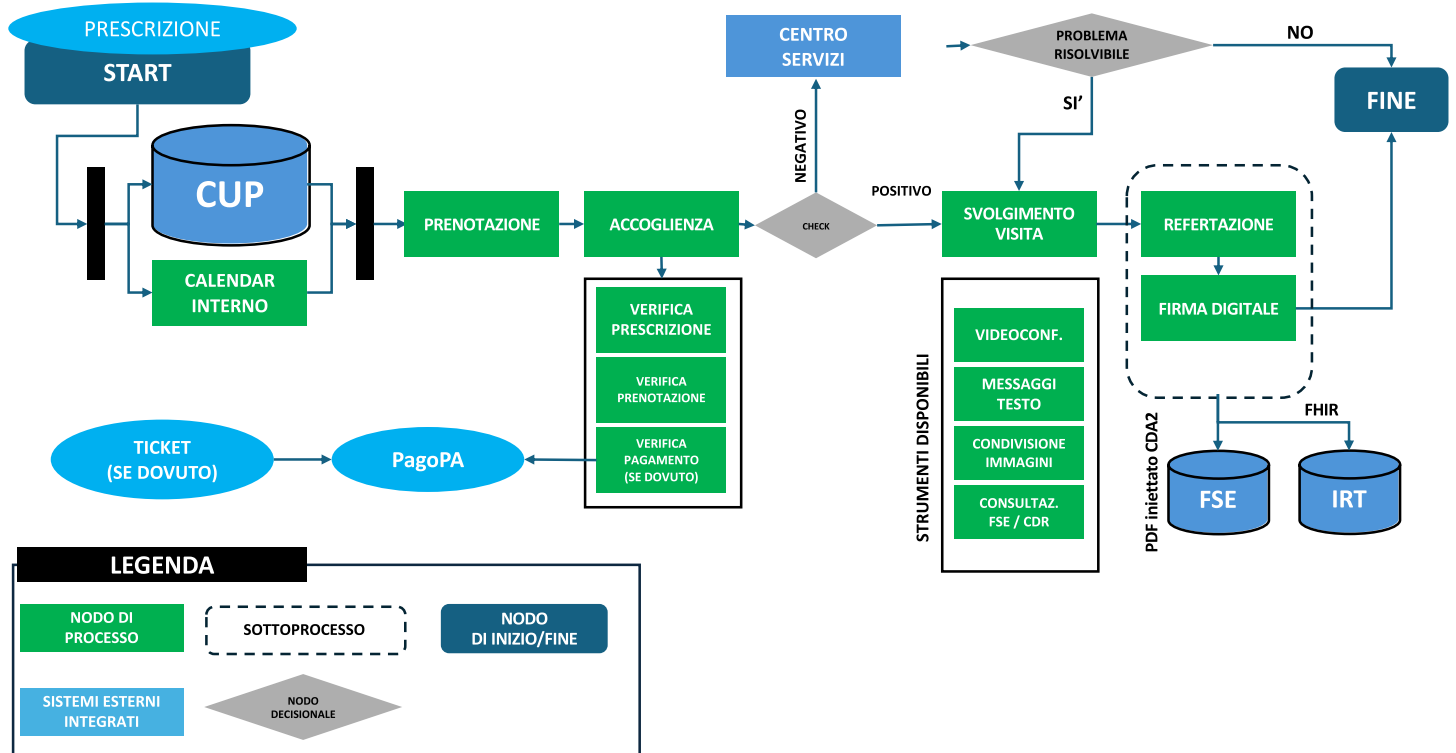 PRESCRIZIONE
START
CUP
CALENDAR
INTERNO
PRENOTAZIONE
ACCOGLIENZA
VERIFICA
PRESCRIZIONE
VERIFICA
PRENOTAZIONE
VERIFICA
PAGAMENTO
(SE DOVUTO)
TICKET
(SE DOVUTO)
PagoPA
CENTRO
SERVIZI
NEGATIVO
CHECK
POSITIVO
PROBLEMA
RISOLVIBILE
NO
SI’
FINE
SVOLGIMENTO
VISITA
STRUMENTI DISPONIBILI
VIDEOCONF.
MESSAGGI
TESTO
CONDIVISIONE
IMMAGINI
CONSULTAZ.
FSE / CDR
REFERTAZIONE
FIRMA DIGITALE
PDF iniettato CDA2
FHIR
FSE
IRT
LEGENDA
NODO DI
PROCESSO
SOTTOPROCESSO
NODO
DI INIZIO/FINE
SISTEMI ESTERNI
INTEGRATI
NODO
DECISIONALE